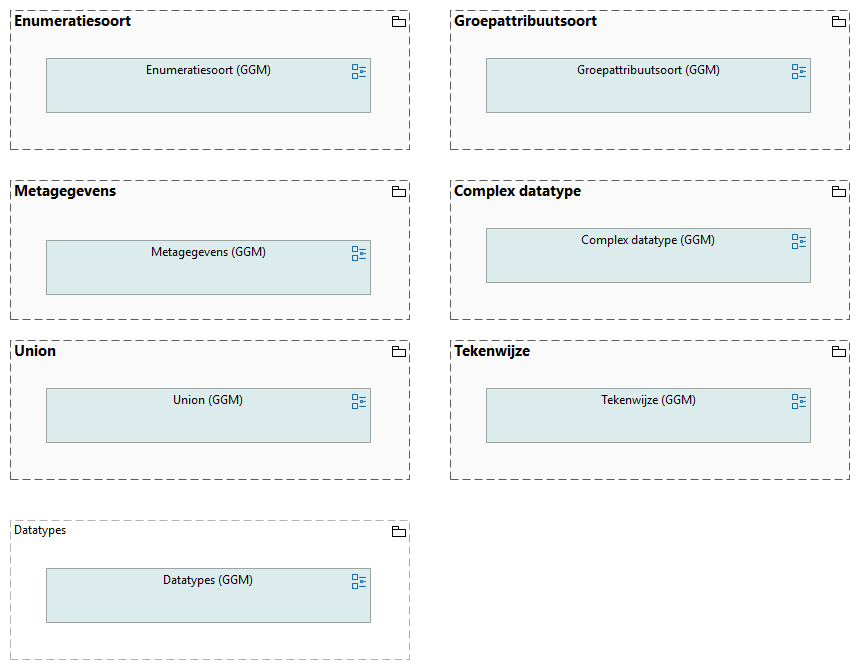 Enumeratiesoort
Enumeratiesoort (GGM)
Groepattribuutsoort
Groepattribuutsoort (GGM)
Metagegevens
Metagegevens (GGM)
Complex datatype
Complex datatype (GGM)
Union
Union (GGM)
Tekenwijze
Tekenwijze (GGM)
Datatypes
Datatypes (GGM)